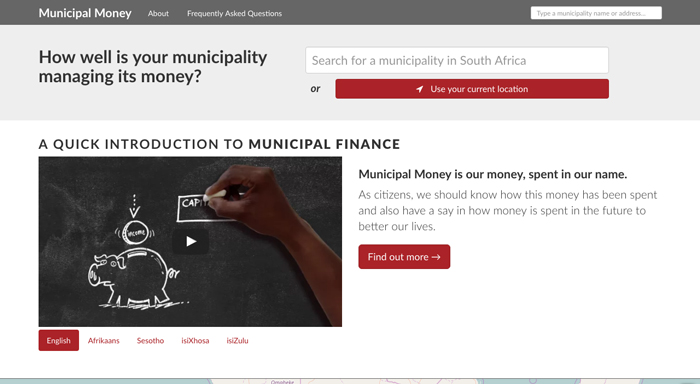 Municipal Money About Frequently Asked Questions Type a municipality name or address...
How well is your municipality
managing its money?
Search for a municipality in South Africa
or Use your current location
A QUICK INTRODUCTION TO MUNICIPAL FINANCE
CAPI
income
Municipal Money is our money, spent in our name.
As citizens, we should know how this money has been spent
and also have a say in how money is spent in the future to
better our lives.
Find out more →
English Afrikaans Sesotho isiXhosa isiZulu